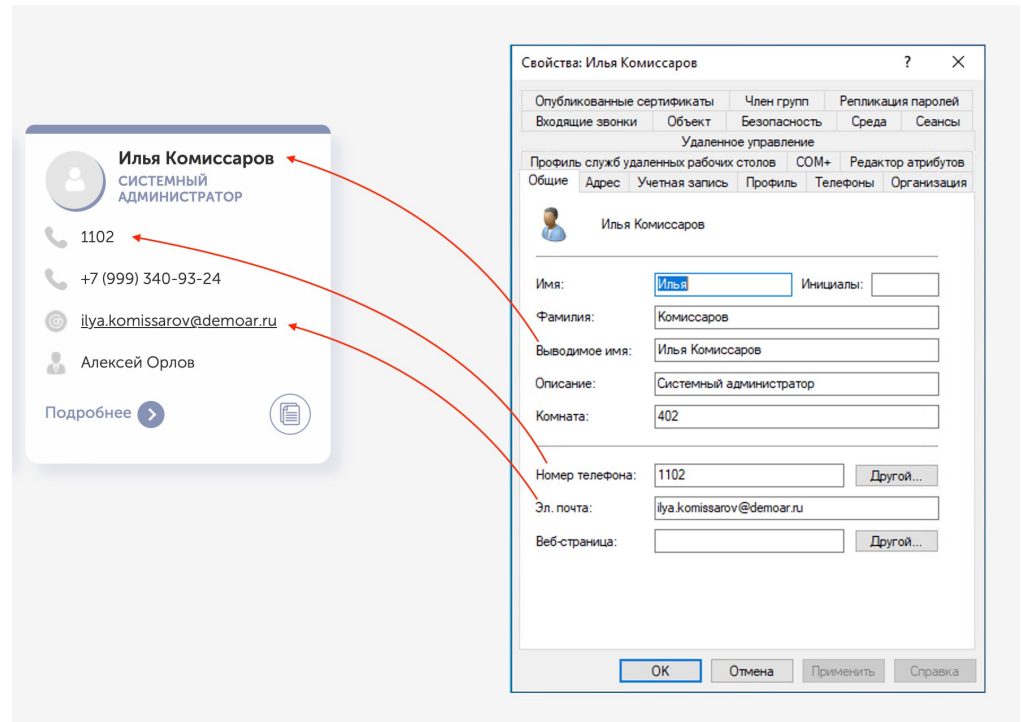 Илья Комиссаров
СИСТЕМНЫЙ
АДМИНИСТРАТОР
1102
+7 (999) 340-93-24
ilya.komissarov@demoar.ru
Алексей Орлов
Подробнее
Свойства: Илья Комиссаров ? ×
Опубликованные сертификаты Член групп Репликация паролей
Входящие звонки Объект Безопасность Среда Сеансы
Удаленное управление
Профиль служб удаленных рабочих столов COM+ Редактор атрибутов
Общие Адрес Учетная запись Профиль Телефоны Организация
Илья Комиссаров
Имя: Илья Инициалы:
Фамилия: Комиссаров
Выводимое имя: Илья Комиссаров
Описание: Системный администратор
Комната: 402
Номер телефона: 1102 Другой...
Эл. почта: ilya.komissarov@demoar.ru
Веб-страница: Другой...
OK Отмена Применить Справка